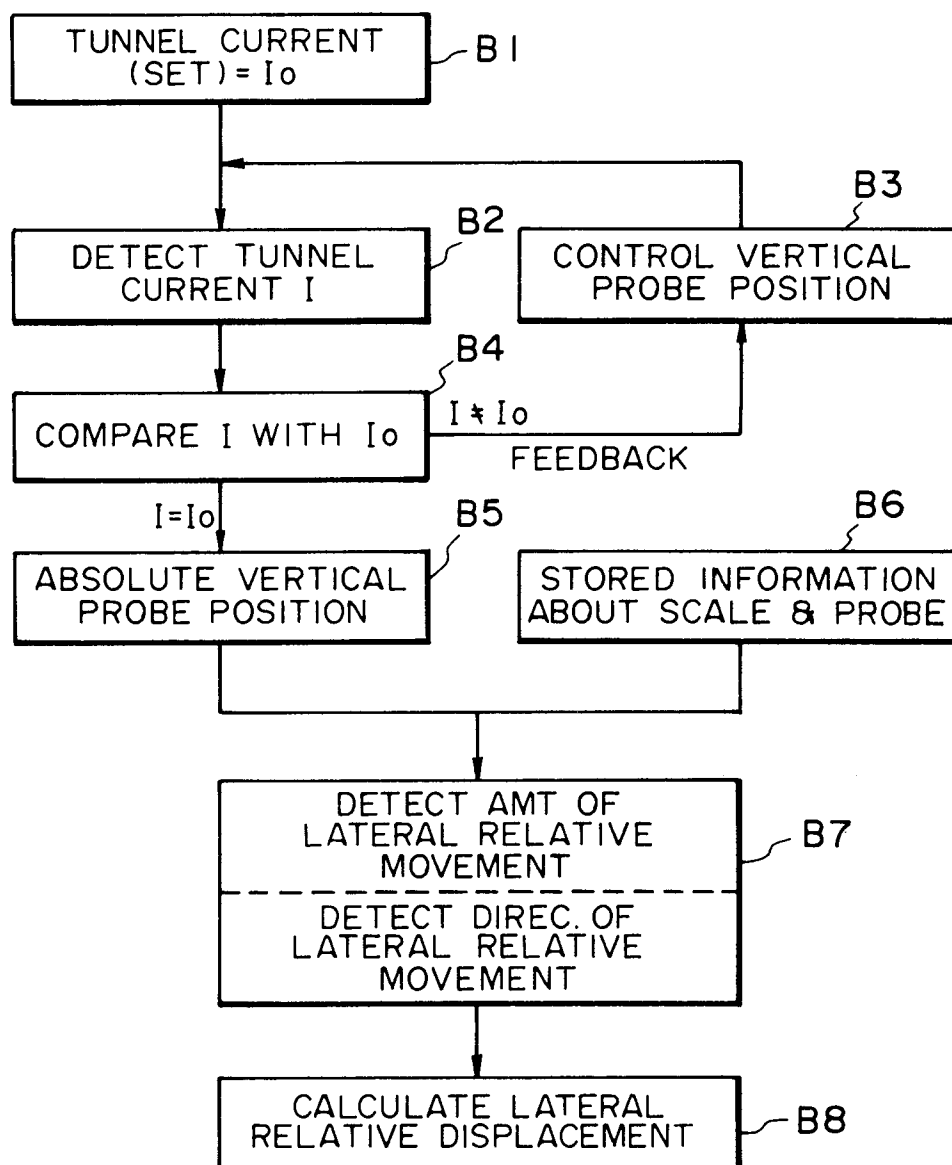 TUNNEL CURRENT
(SET) = Io
B1
B3
B2
DETECT TUNNEL
CURRENT I
CONTROL VERTICAL
PROBE POSITION
B4
COMPARE I WITH Io
I ≠ Io
FEEDBACK
I=Io
B5
B6
ABSOLUTE VERTICAL
PROBE POSITION
STORED INFORMATION
ABOUT SCALE & PROBE
DETECT AMT OF
LATERAL RELATIVE
MOVEMENT
B7
DETECT DIREC. OF
LATERAL RELATIVE
MOVEMENT
CALCULATE LATERAL
RELATIVE DISPLACEMENT
B8